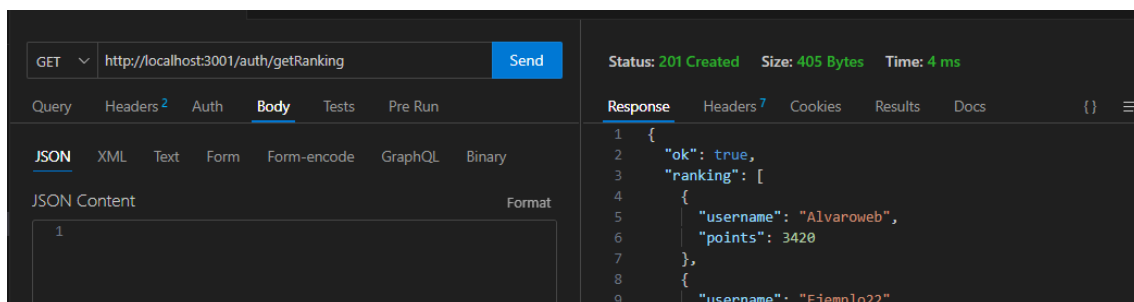 GET http://localhost:3001/auth/getRanking Send
Query Headers 2 Auth Body Tests Pre Run
JSON XML Text Form Form-encode GraphQL Binary
JSON Content Format
1
Status: 201 Created Size: 405 Bytes Time: 4 ms
Response Headers 7 Cookies Results Docs {} ≡
1 {
2 "ok": true,
3 "ranking": [
4 {
5 "username": "Alvaroweb",
6 "points": 3420
7 },
8 {
9 "username": "Ejemplo22"